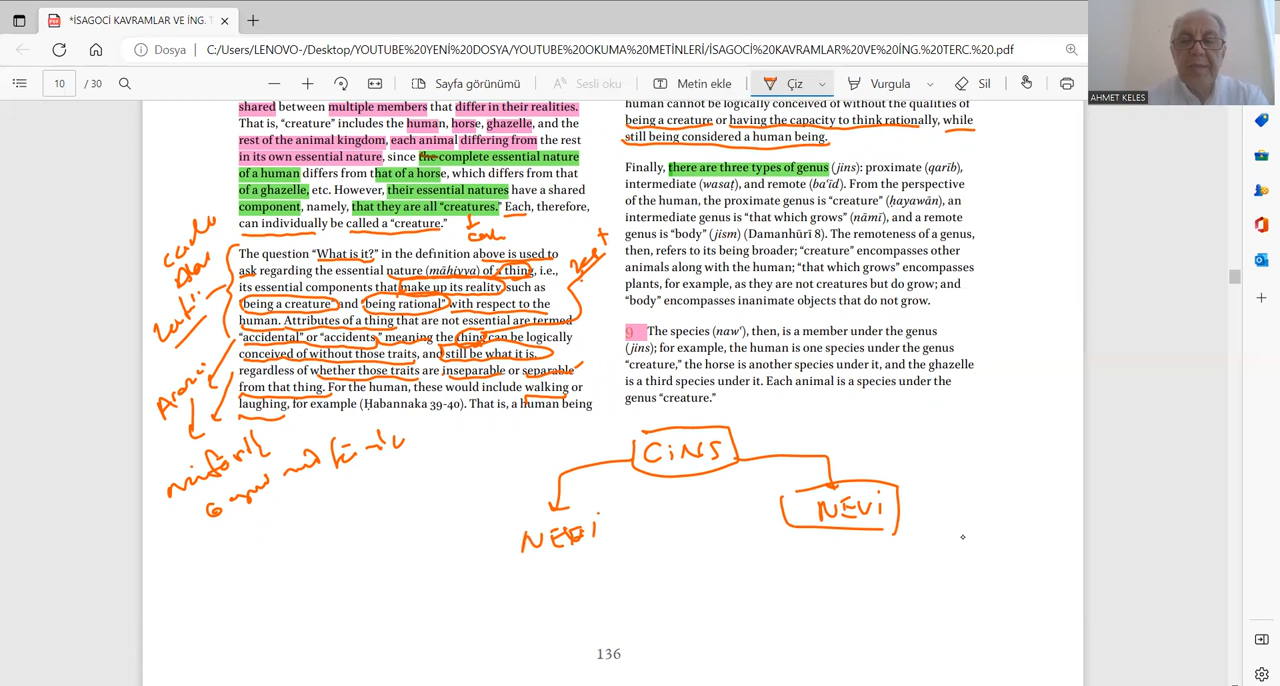 *İSAGOCİ KAVRAMLAR VE İNG. T
Dosya
C:/Users/LENOVO-/Desktop/YOUTUBE%20YENİ%20DOSYA/YOUTUBE%20OKUMA%20METİNLERİ/İSAGOCİ%20KAVRAMLAR%20VE%20İNG.%20TERC.%20.pdf
10 / 30
Sayfa görünümü
Sesli oku
Metin ekle
Çiz
Vurgula
Sil
AHMET KELES
shared between multiple members that differ in their realities.
That is, “creature” includes the human, horse, ghazelle, and the
rest of the animal kingdom, each animal differing from the rest
in its own essential nature, since the complete essential nature
of a human differs from that of a horse, which differs from that
of a ghazelle, etc. However, their essential natures have a shared
component, namely, that they are all “creatures.” Each, therefore,
can individually be called a “creature.”
The question “What is it?” in the definition above is used to
ask regarding the essential nature (māhiyya) of a thing, i.e.,
its essential components that make up its reality such as
“being a creature” and “being rational” with respect to the
human. Attributes of a thing that are not essential are termed
“accidental” or “accidents,” meaning the thing can be logically
conceived of without those traits, and still be what it is,
regardless of whether those traits are inseparable or separable
from that thing. For the human, these would include walking or
laughing, for example (Ḥabannaka 39-40). That is, a human being
human cannot be logically conceived of without the qualities of
being a creature or having the capacity to think rationally, while
still being considered a human being.
Finally, there are three types of genus (jins): proximate (qarīb),
intermediate (wasaṭ), and remote (ba‘īd). From the perspective
of the human, the proximate genus is “creature” (ḥayawān), an
intermediate genus is “that which grows” (nāmī), and a remote
genus is “body” (jism) (Damanhūrī 8). The remoteness of a genus,
then, refers to its being broader; “creature” encompasses other
animals along with the human; “that which grows” encompasses
plants, for example, as they are not creatures but do grow; and
“body” encompasses inanimate objects that do not grow.
9 The species (naw‘), then, is a member under the genus
(jins); for example, the human is one species under the genus
“creature,” the horse is another species under it, and the ghazelle
is a third species under it. Each animal is a species under the
genus “creature.”
CİNS
NEVİ
NEVİ
136